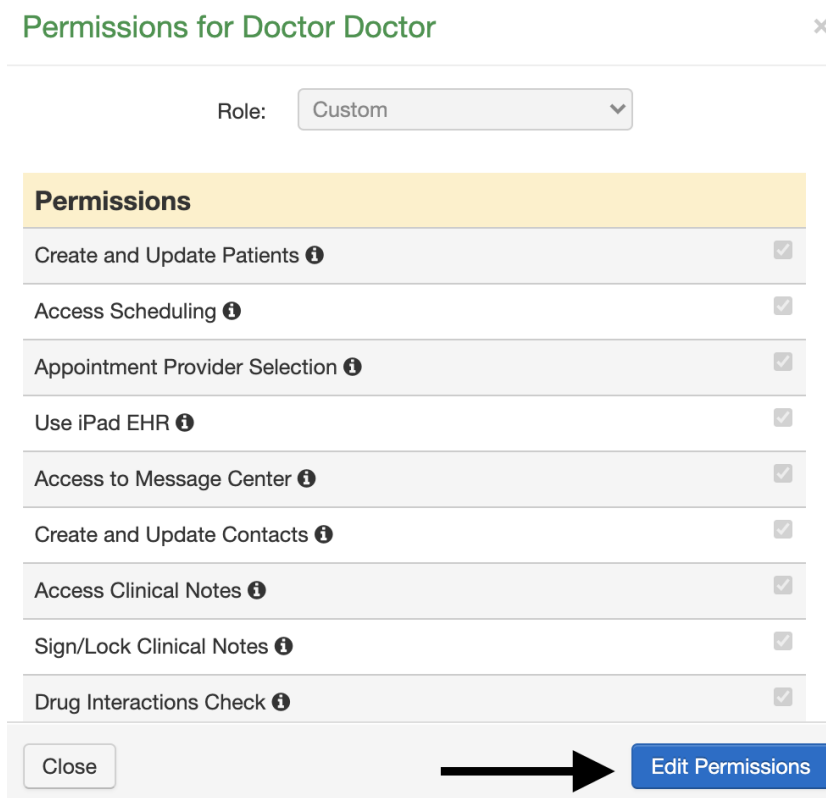 Permissions for Doctor Doctor
×
Role: Custom
Permissions
Create and Update Patients
Access Scheduling
Appointment Provider Selection
Use iPad EHR
Access to Message Center
Create and Update Contacts
Access Clinical Notes
Sign/Lock Clinical Notes
Drug Interactions Check
Close Edit Permissions